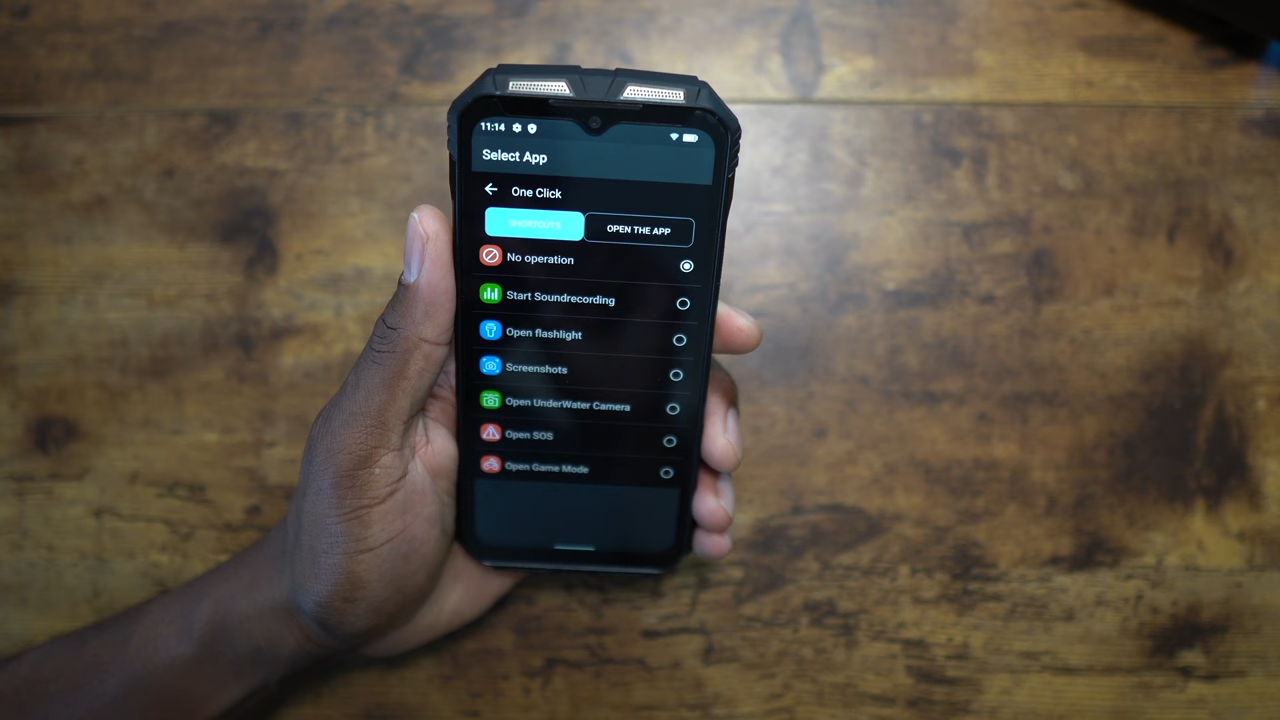 11:14
Select App
One Click
SHORTCUTS
OPEN THE APP
No operation
Start Soundrecording
Open flashlight
Screenshots
Open UnderWater Camera
Open SOS
Open Game Mode